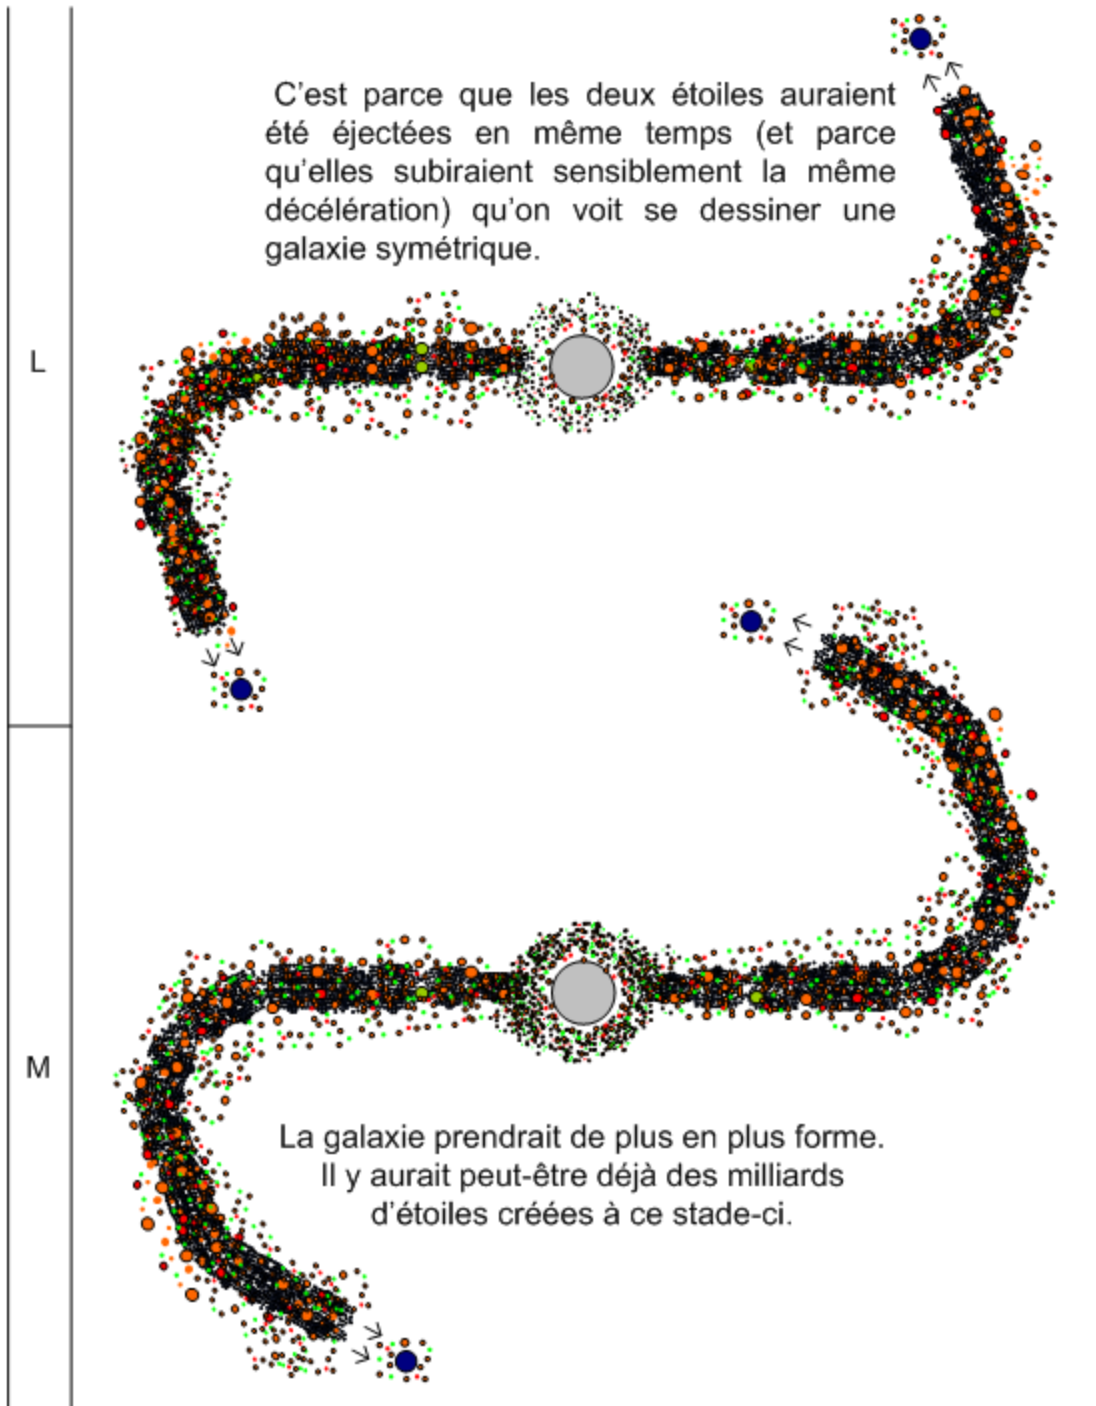 C'est parce que les deux étoiles auraient
été éjectées en même temps (et parce
qu'elles subiraient sensiblement la même
décélération) qu'on voit se dessiner une
galaxie symétrique.
L
M
La galaxie prendrait de plus en plus forme.
Il y aurait peut-être déjà des milliards
d'étoiles créées à ce stade-ci.